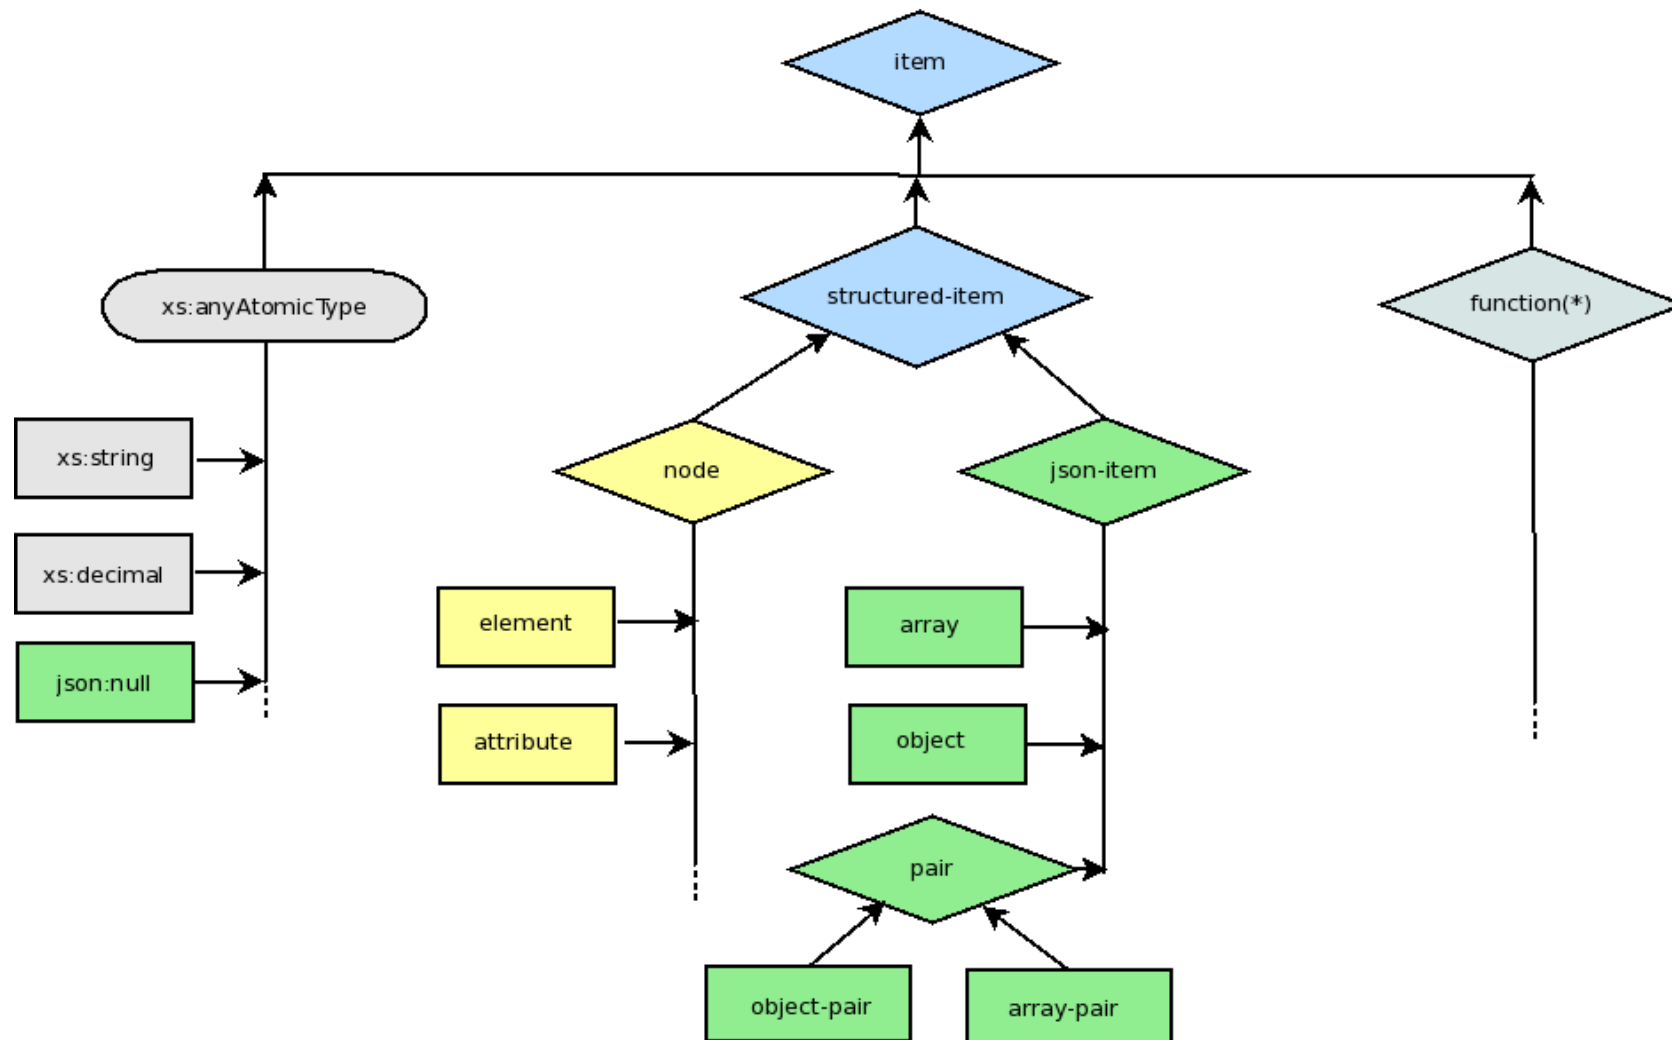 item
xs:anyAtomicType
structured-item
function(*)
xs:string
node
json-item
xs:decimal
element
array
json:null
attribute
object
pair
object-pair
array-pair